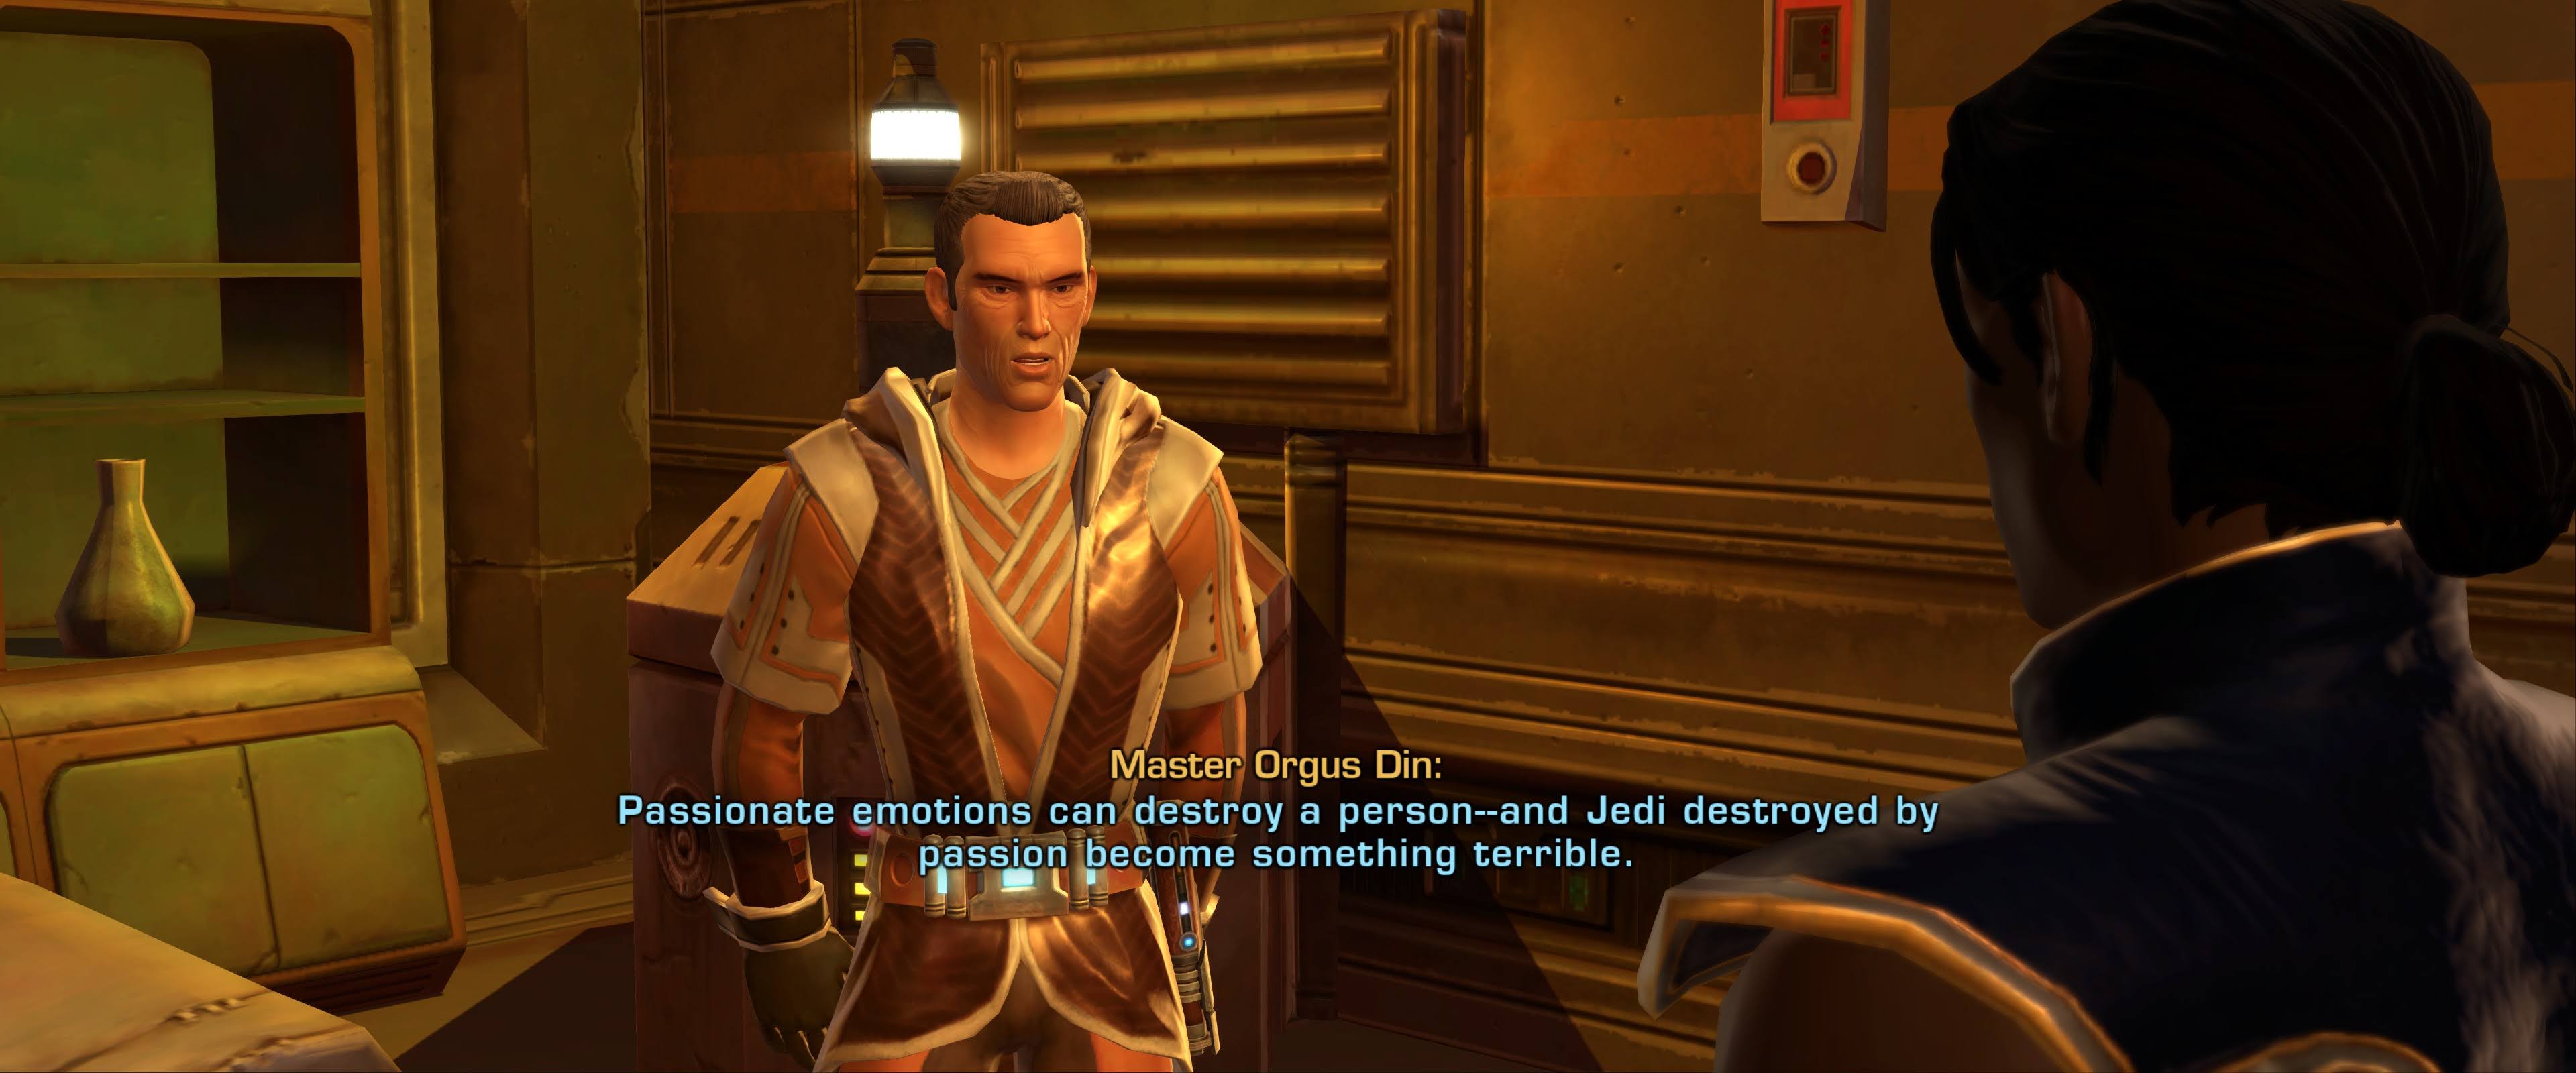 Master Orgus Din:
Passionate emotions can destroy a person--and Jedi destroyed by
passion become something terrible.